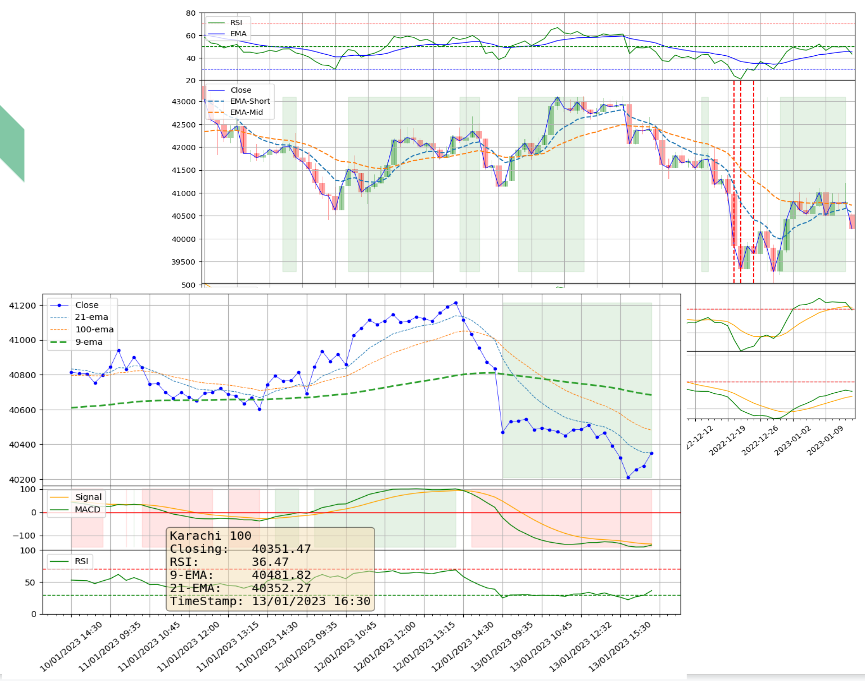 80
60
40
20
RSI
EMA
43000
42500
42000
41500
41000
40500
40000
39500
500
Close
EMA-Short
EMA-Mid
41200
41000
40800
40600
40400
40200
Close
21-ema
100-ema
9-ema
100
0
−100
Signal
MACD
100
50
0
RSI
Karachi 100
Closing: 40351.47
RSI: 36.47
9-EMA: 40481.82
21-EMA: 40352.27
TimeStamp: 13/01/2023 16:30
10/01/2023 14:30
11/01/2023 09:35
11/01/2023 10:45
11/01/2023 12:00
11/01/2023 13:15
11/01/2023 14:30
12/01/2023 09:35
12/01/2023 10:45
12/01/2023 12:00
12/01/2023 14:30
13/01/2023 09:35
13/01/2023 10:45
13/01/2023 12:32
13/01/2023 15:30
2-12-12
2022-12-19
2022-12-26
2023-01-02
2023-01-09